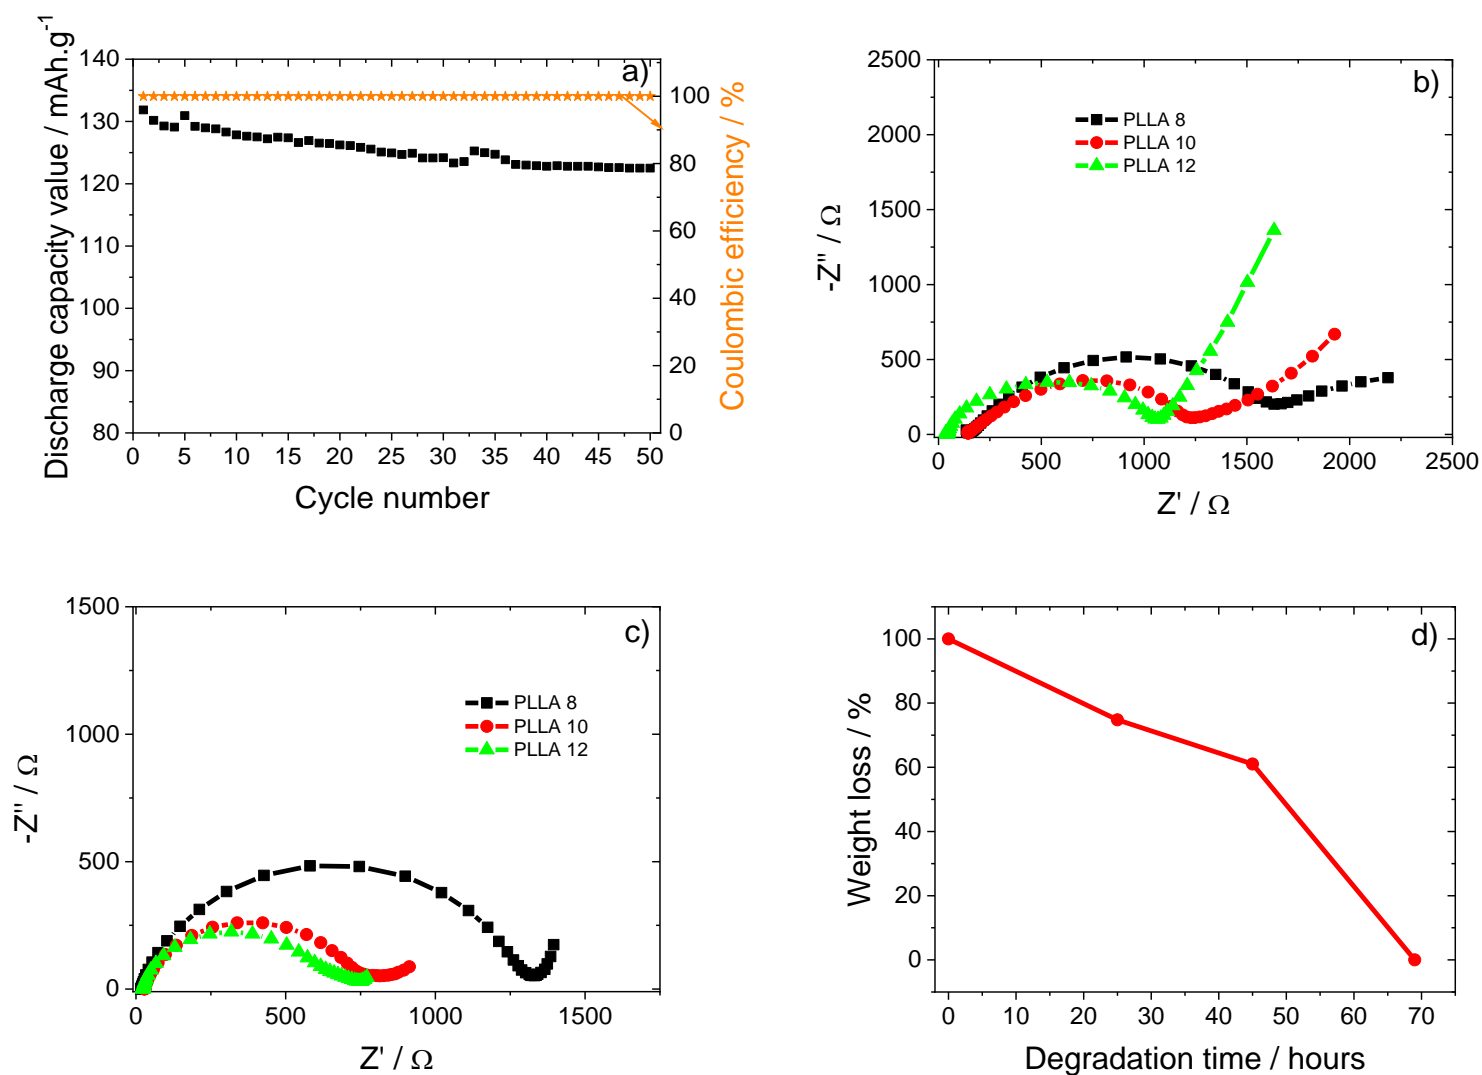 a)
Discharge capacity value / mAh.g-1
140
130
120
110
100
90
80
0 5 10 15 20 25 30 35 40 45 50
Cycle number
100
80
60
40
20
0
Coulombic efficiency / %
b)
-Z'' / Ω
2500
2000
1500
1000
500
0
PLLA 8
PLLA 10
PLLA 12
0 500 1000 1500 2000 2500
Z' / Ω
c)
-Z'' / Ω
1500
1000
500
0
PLLA 8
PLLA 10
PLLA 12
0 500 1000 1500
Z' / Ω
d)
Weight loss / %
100
80
60
40
20
0
0 10 20 30 40 50 60 70
Degradation time / hours